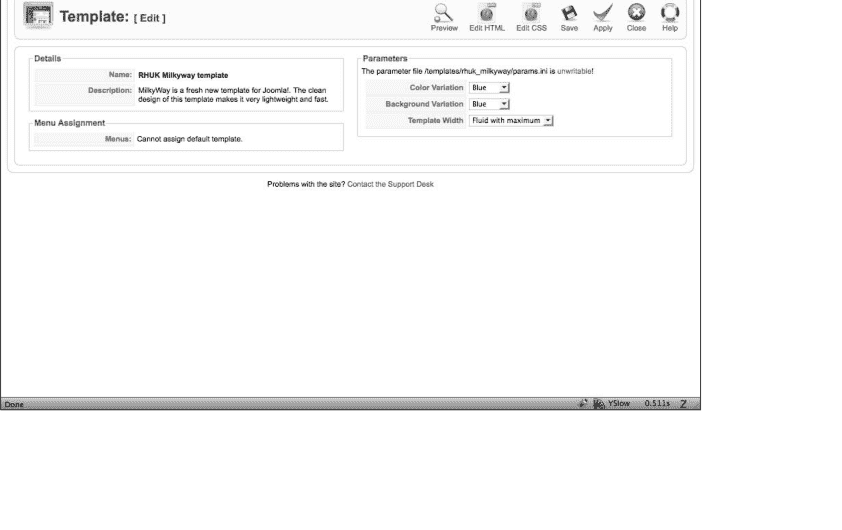 Template: [ Edit ]
Preview Edit HTML Edit CSS Save Apply Close Help
Details
Name: RHUK Milkyway template
Description: MilkyWay is a fresh new template for Joomla!. The clean
design of this template makes it very lightweight and fast.
Menu Assignment
Menus: Cannot assign default template.
Parameters
The parameter file /templates/rhuk_milkyway/params.ini is unwritable!
Color Variation Blue
Background Variation Blue
Template Width Fluid with maximum
Problems with the site? Contact the Support Desk
Done YSlow 0.511s